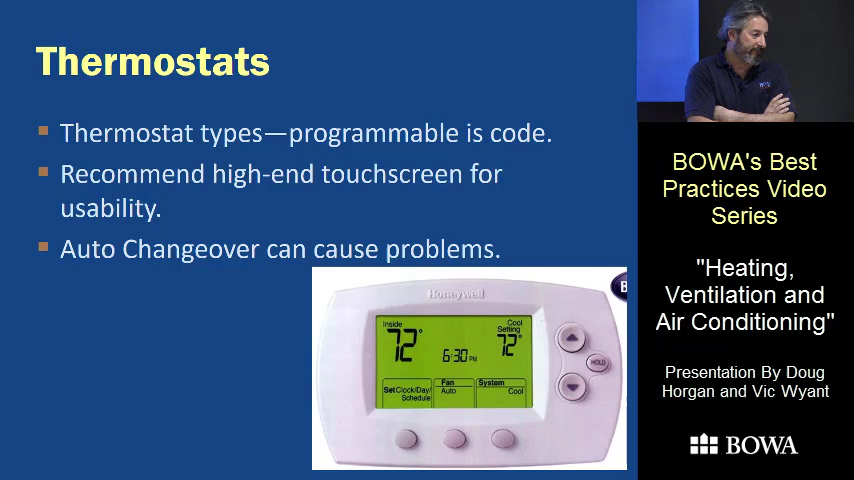 Thermostats
Thermostat types—programmable is code.
Recommend high-end touchscreen for
usability.
Auto Changeover can cause problems.
Honeywell
Inside
72°
6:30 PM
Cool
Setting
72°
HOLD
Set Clock/Day/
Schedule
Fan
Auto
System
Cool
BOWA's Best
Practices Video
Series
"Heating,
Ventilation and
Air Conditioning"
Presentation By Doug
Horgan and Vic Wyant
BOWA